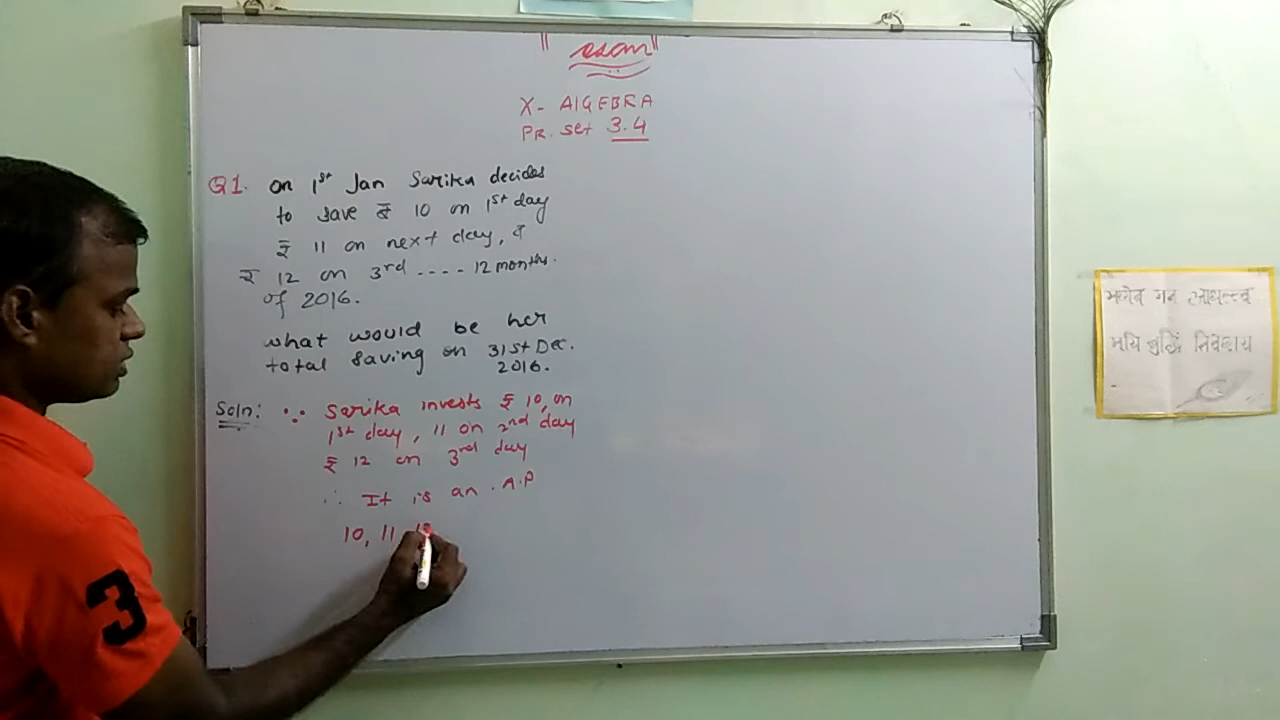 " exam "
X- AlGEBRA
PR. set 3.4
Q1. on 1st Jan Sarika decides
to save ₹ 10 on 1st day
₹ 11 on next day, &
₹ 12 on 3rd ---- 12 months.
of 2016.
what would be her
total saving on 31st Dec.
2016.
Soln: ∵ Sarika invests ₹ 10, on
1st day, 11 on 2nd day
₹ 12 on 3rd day
∴ It is an A.P
10, 11
3